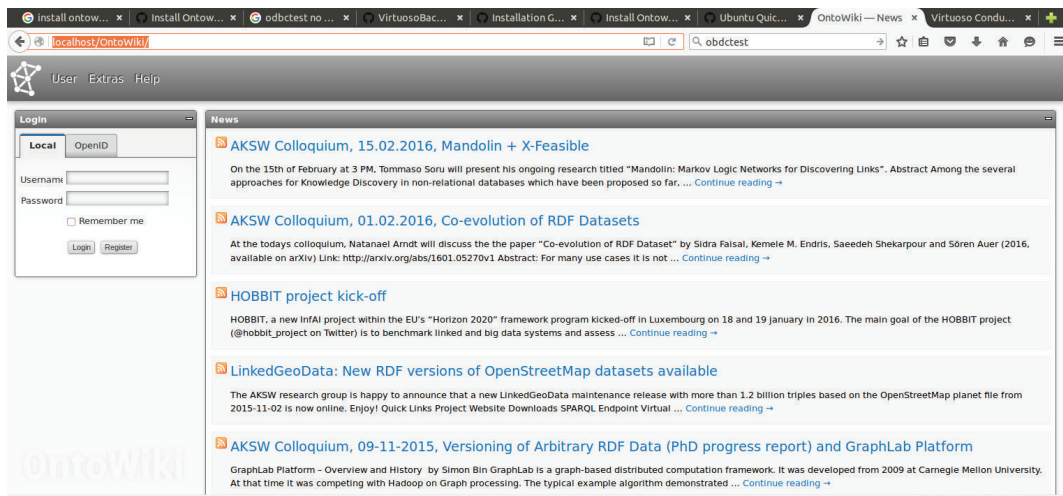 install ontow...
Install Ontow...
odbctest no ...
VirtuosoBac...
Installation G...
Install Ontow...
Ubuntu Quic...
OntoWiki — News
Virtuoso Condu...
localhost/OntoWiki/
obdctest
User Extras Help
Login
Local OpenID
Username
Password
Remember me
Login Register
News
AKSW Colloquium, 15.02.2016, Mandolin + X-Feasible
On the 15th of February at 3 PM, Tommaso Soru will present his ongoing research titled “Mandolin: Markov Logic Networks for Discovering Links”. Abstract Among the several
approaches for Knowledge Discovery in non-relational databases which have been proposed so far, ... Continue reading →
AKSW Colloquium, 01.02.2016, Co-evolution of RDF Datasets
At the todays colloquium, Natanael Arndt will discuss the the paper “Co-evolution of RDF Dataset” by Sidra Faisal, Kemele M. Endris, Saeedeh Shekarpour and Sören Auer (2016,
available on arXiv) Link: http://arxiv.org/abs/1601.05270v1 Abstract: For many use cases it is not ... Continue reading →
HOBBIT project kick-off
HOBBIT, a new InfAI project within the EU's “Horizon 2020” framework program kicked-off in Luxembourg on 18 and 19 january in 2016. The main goal of the HOBBIT project
(@hobbit_project on Twitter) is to benchmark linked and big data systems and assess ... Continue reading →
LinkedGeoData: New RDF versions of OpenStreetMap datasets available
The AKSW research group is happy to announce that a new LinkedGeoData maintenance release with more than 1.2 billion triples based on the OpenStreetMap planet file from
2015-11-02 is now online. Enjoy! Quick Links Project Website Downloads SPARQL Endpoint Virtual ... Continue reading →
AKSW Colloquium, 09-11-2015, Versioning of Arbitrary RDF Data (PhD progress report) and GraphLab Platform
GraphLab Platform – Overview and History by Simon Bin GraphLab is a graph-based distributed computation framework. It was developed from 2009 at Carnegie Mellon University.
At that time it was competing with Hadoop on Graph processing. The typical example algorithm demonstrated ... Continue reading →
OntoWiki